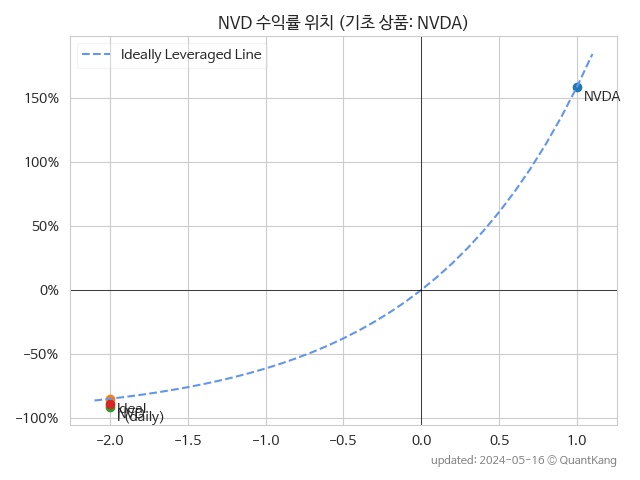 NVD 수익률 위치 (기초 상품: NVDA)
Ideally Leveraged Line
150%
100%
50%
0%
−50%
−100%
NVDA
Ideal
NVD
(daily)
−2.0 −1.5 −1.0 −0.5 0.0 0.5 1.0
updated: 2024-05-16 © QuantKang